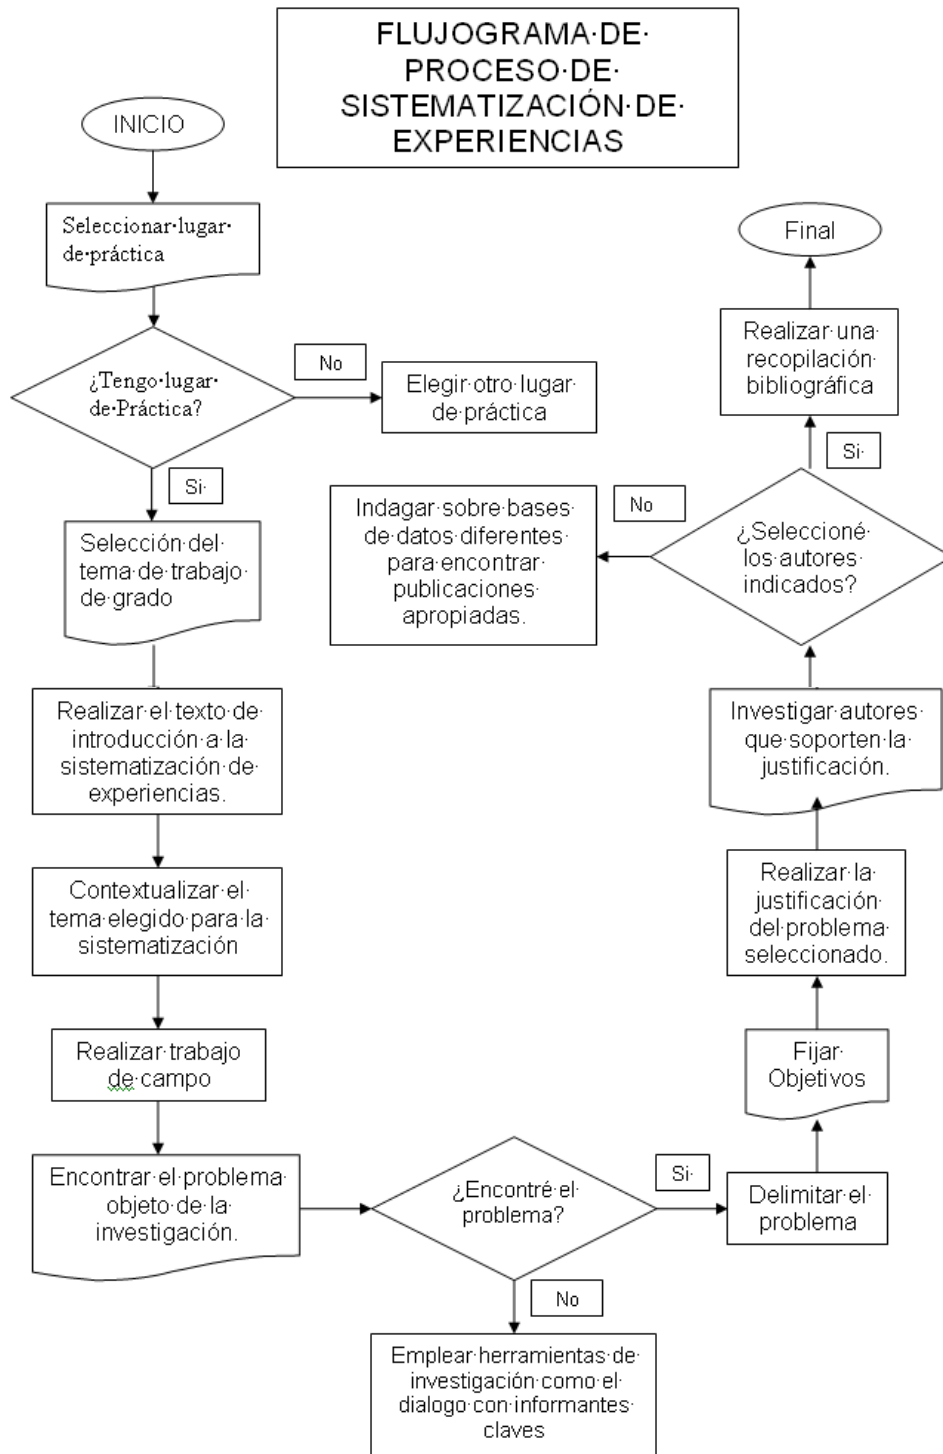 FLUJOGRAMA·DE·
PROCESO·DE·
SISTEMATIZACIÓN·DE·
EXPERIENCIAS
INICIO
Seleccionar·lugar·
de·práctica
¿Tengo·lugar·
de·Práctica?
No
Elegir·otro·lugar·
de·práctica
Si·
Selección·del·
tema·de·trabajo·
de·grado
Realizar·el·texto·de·
introducción·a·la·
sistematización·de·
experiencias.
Contextualizar·el·
tema·elegido·para·la·
sistematización
Realizar·trabajo·
de·campo
Encontrar·el·problema·
objeto·de·la·
investigación.
¿Encontré·el·
problema?
No
Emplear·herramientas·de·
investigación·como·el·
dialogo·con·informantes·
claves
Si·
Delimitar·el·
problema
Fijar·
Objetivos
Realizar·la·
justificación·
del·problema·
seleccionado.
Investigar·autores·
que·soporten·la·
justificación.
¿Seleccioné·
los·autores·
indicados?
No
Indagar·sobre·bases·
de·datos·diferentes·
para·encontrar·
publicaciones·
apropiadas.
Si·
Realizar·una·
recopilación·
bibliográfica
Final